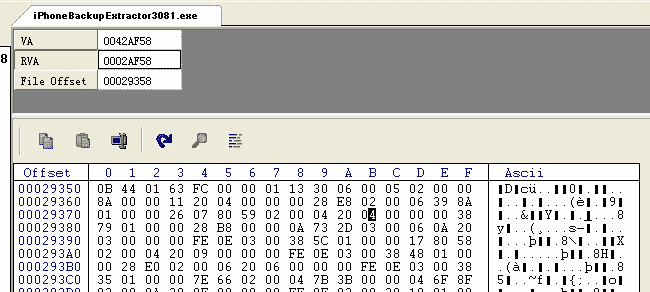 iPhoneBackupExtractor3081.exe
8
VA 0042AF58
RVA 0002AF58
File Offset 00029358
Offset 0 1 2 3 4 5 6 7 8 9 A B C D E F Ascii
00029350 0B 44 01 63 FC 00 00 01 13 30 06 00 05 02 00 00
00029360 8A 00 00 11 20 04 00 00 00 28 E8 02 00 06 39 8A
00029370 01 00 00 26 07 80 59 02 00 04 20 04 00 00 00 38
00029380 79 01 00 00 28 B8 00 00 0A 73 2D 03 00 06 0A 20
00029390 03 00 00 00 FE 0E 03 00 38 5C 01 00 00 17 80 58
000293A0 02 00 04 20 09 00 00 00 FE 0E 03 00 38 48 01 00
000293B0 00 28 E0 02 00 06 20 06 00 00 00 FE 0E 03 00 38
000293C0 35 01 00 00 7E 66 02 00 04 7B 3B 00 00 04 6F 8F